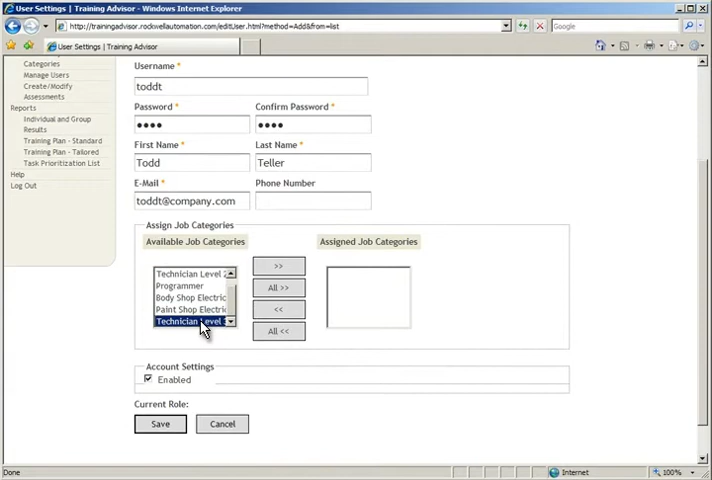 User Settings | Training Advisor - Windows Internet Explorer
http://trainingadvisor.rockwellautomation.com/editUser.html?method=Add&from=list
Google
User Settings | Training Advisor
Categories
Manage Users
Create/Modify
Assessments
Reports
Individual and Group
Results
Training Plan - Standard
Training Plan - Tailored
Task Prioritization List
Help
Log Out
Username *
toddt
Password * Confirm Password *
●●●● ●●●●
First Name * Last Name *
Todd Teller
E-Mail * Phone Number
toddt@company.com
Assign Job Categories
Available Job Categories Assigned Job Categories
Technician Level
Programmer
Body Shop Electric
Paint Shop Electric
Technician Level
>>
All >>
<<
All <<
Account Settings
Enabled
Current Role:
Save Cancel
Done Internet 100%